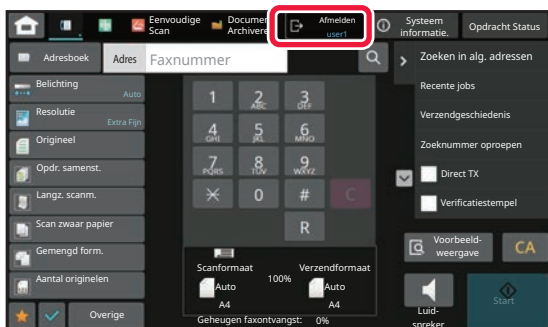 Eenvoudige
Scan
Documen
Archivere
Afmelden
user1
Systeem
informatie.
Opdracht Status
Adresboek
Adres
Faxnummer
Zoeken in alg. adressen
Belichting
Auto
Resolutie
Extra Fijn
Origineel
Opdr. samenst.
Langz. scanm.
Scan zwaar papier
Gemengd form.
Aantal originelen
Overige
1
2 ABC
3 DEF
4 GHI
5 JKL
6 MNO
7 PQRS
8 TUV
9 WXYZ
0
#
C
R
Scanformaat
100%
Verzendformaat
Auto
A4
Auto
A4
Geheugen faxontvangst: 0%
Recente jobs
Verzendgeschiedenis
Zoeknummer oproepen
Direct TX
Verificatiestempel
Voorbeeld-
weergave
CA
Luid-
spreker
Start